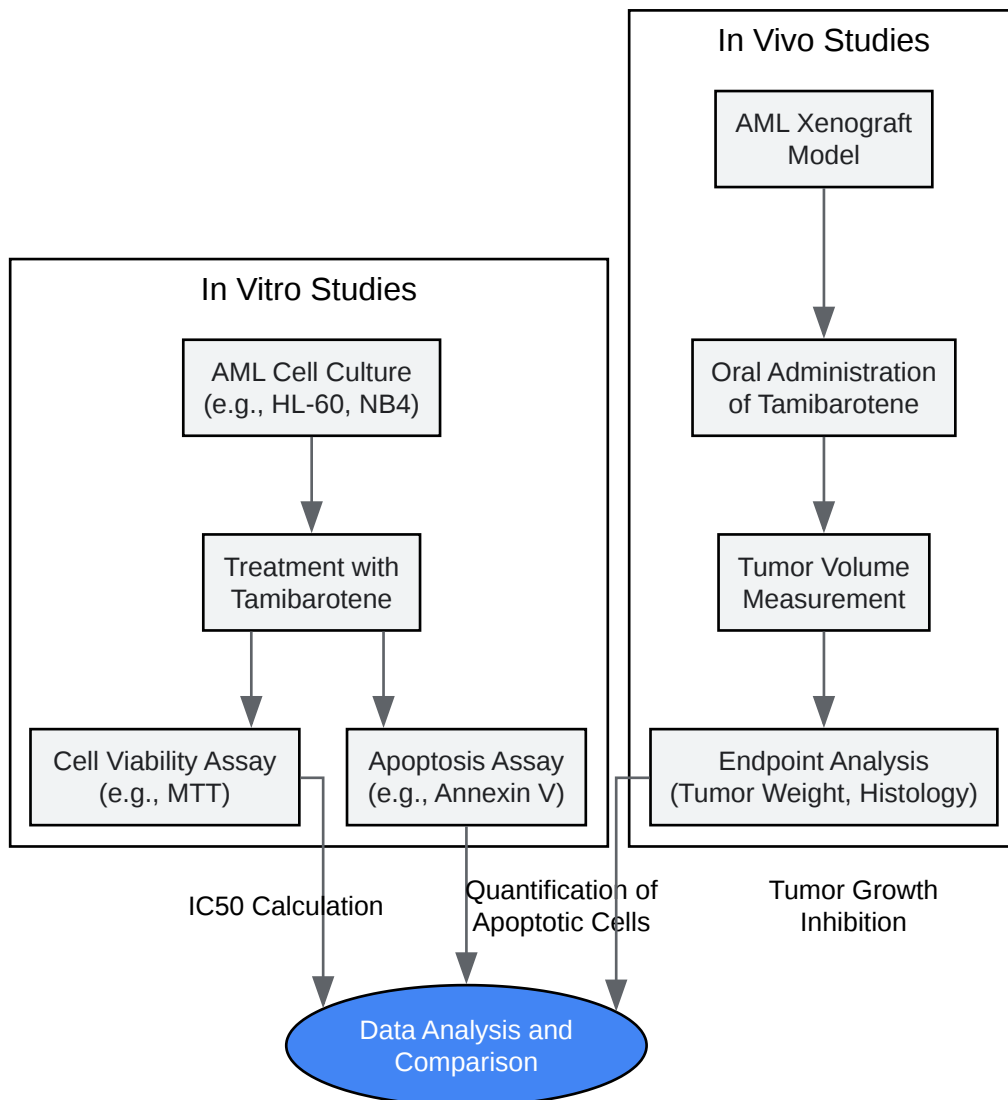 In Vivo Studies
AML Xenograft
Model
Oral Administration
of Tamibarotene
Tumor Volume
Measurement
Endpoint Analysis
(Tumor Weight, Histology)
In Vitro Studies
AML Cell Culture
(e.g., HL-60, NB4)
Treatment with
Tamibarotene
Cell Viability Assay
(e.g., MTT)
Apoptosis Assay
(e.g., Annexin V)
IC50 Calculation
Quantification of
Apoptotic Cells
Tumor Growth
Inhibition
Data Analysis and
Comparison